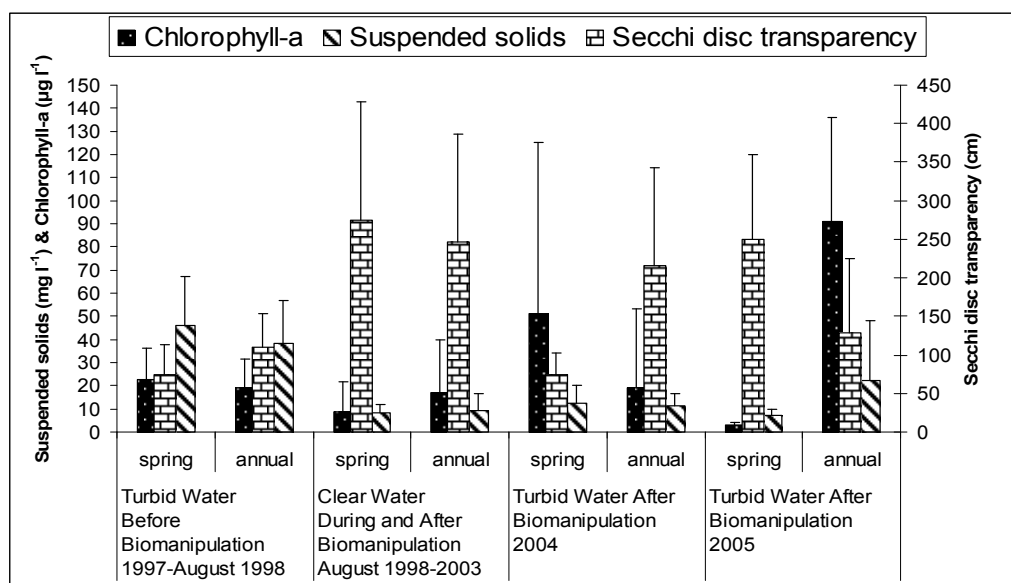 Chlorophyll-a Suspended solids Secchi disc transparency
Suspended solids (mg l⁻¹) & Chlorophyll-a (µg l⁻¹)
150
140
130
120
110
100
90
80
70
60
50
40
30
20
10
0
450
400
350
300
250
200
150
100
50
0
Secchi disc transparency (cm)
spring annual spring annual spring annual spring annual
Turbid Water
Before
Biomanipulation
1997-August 1998
Clear Water
During and After
Biomanipulation
August 1998-2003
Turbid Water After
Biomanipulation
2004
Turbid Water After
Biomanipulation
2005